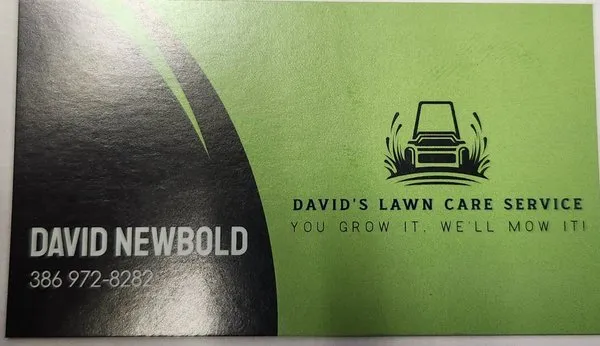 DAVID NEWBOLD
386 972-8282
DAVID'S LAWN CARE SERVICE
YOU GROW IT, WE'LL MOW IT!